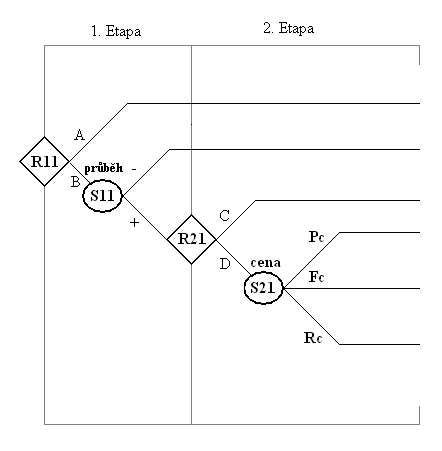 1. Etapa
2. Etapa
A
R11
průběh
-
B
S11
+
C
R21
D
cena
S21
Pc
Fc
Rc